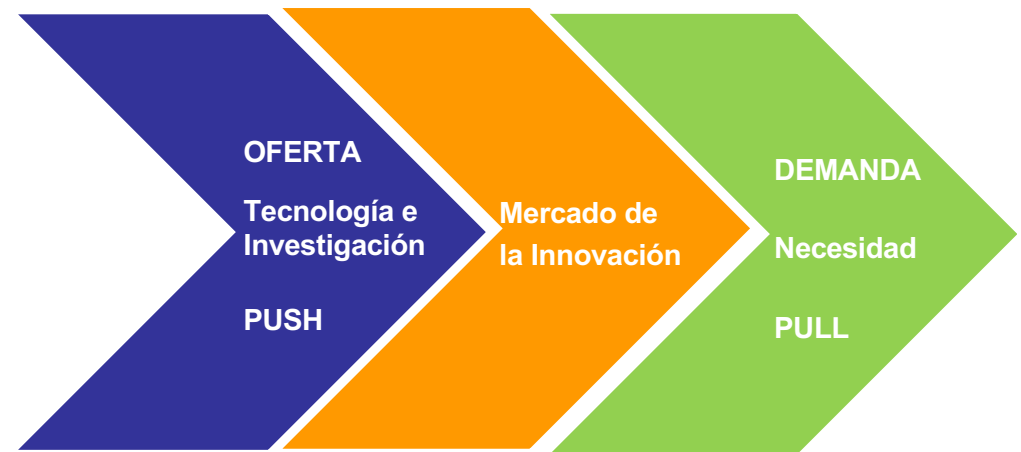 OFERTA
Tecnología e
Investigación
PUSH
Mercado de
la Innovación
DEMANDA
Necesidad
PULL